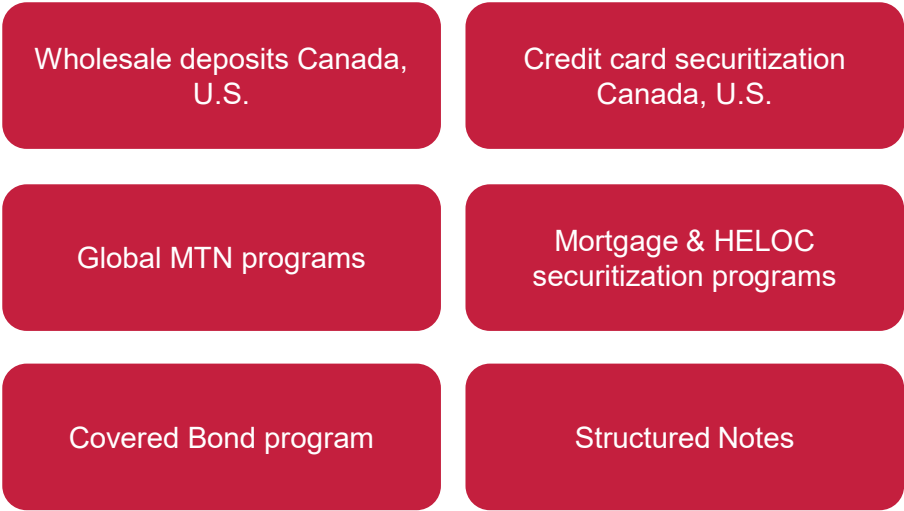 Wholesale deposits Canada,
U.S.
Credit card securitization
Canada, U.S.
Global MTN programs
Mortgage & HELOC
securitization programs
Covered Bond program
Structured Notes